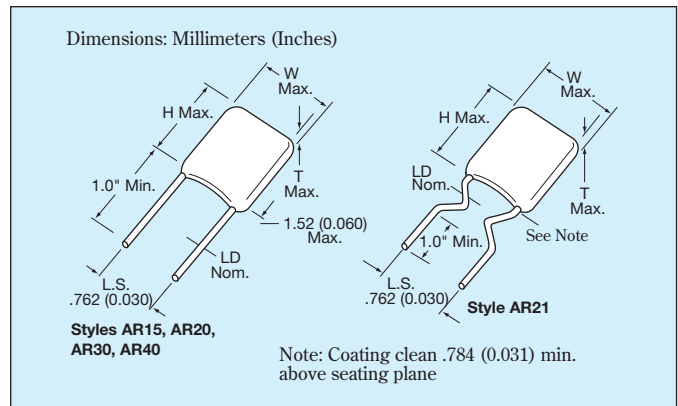 Dimensions: Millimeters (Inches)
W
Max.
H Max.
1.0" Min.
T
Max.
1.52 (0.060)
Max.
LD
Nom.
L.S.
.762 (0.030)
Styles AR15, AR20,
AR30, AR40
W
Max.
H Max.
LD
Nom.
T
Max.
See Note
1.0" Min.
L.S.
.762 (0.030)
Style AR21
Note: Coating clean .784 (0.031) min.
above seating plane